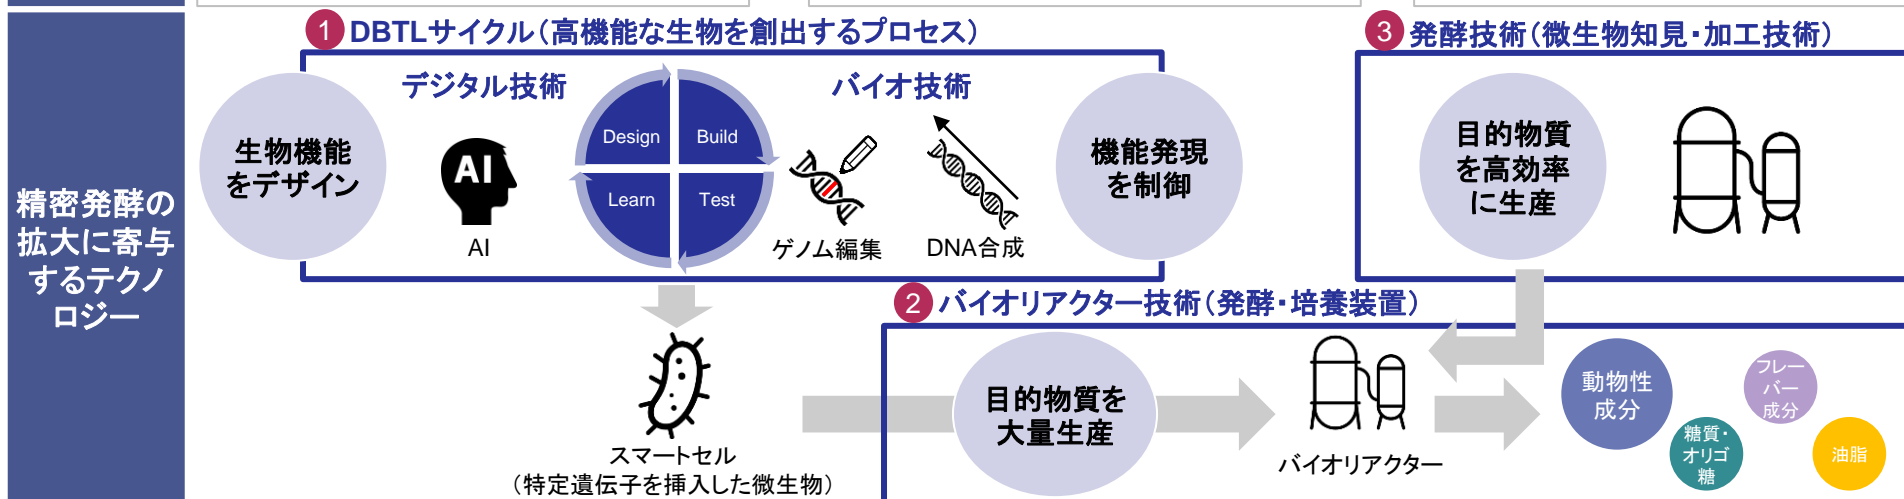 精密発酵の
拡大に寄与
するテクノ
ロジー
1 DBTLサイクル（高機能な生物を創出するプロセス）
生物機能
をデザイン
デジタル技術
AI
AI
Design
Build
Learn
Test
バイオ技術
ゲノム編集
DNA合成
機能発現
を制御
3 発酵技術（微生物知見・加工技術）
目的物質
を高効率
に生産
スマートセル
（特定遺伝子を挿入した微生物）
2 バイオリアクター技術（発酵・培養装置）
目的物質を
大量生産
バイオリアクター
動物性
成分
フレー
バー
成分
糖質・
オリゴ
糖
油脂